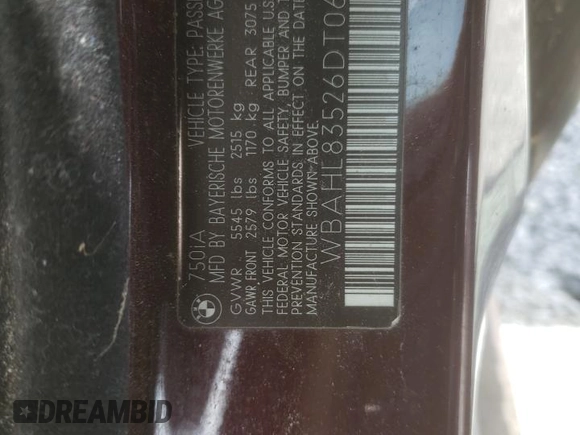 750iA VEHICLE TYPE: PASSE
MFD BY BAYERISCHE MOTORENWERKE AG
GVWR 5545 lbs 2515 kg
GAWR FRONT 2579 lbs 1170 kg REAR 3075
THIS VEHICLE CONFORMS TO ALL APPLICABLE U.S.
FEDERAL MOTOR VEHICLE SAFETY, BUMPER AND T
PREVENTION STANDARDS IN EFFECT ON THE DATE
MANUFACTURE SHOWN ABOVE.
WBAHL83526DT06
DREAMBID